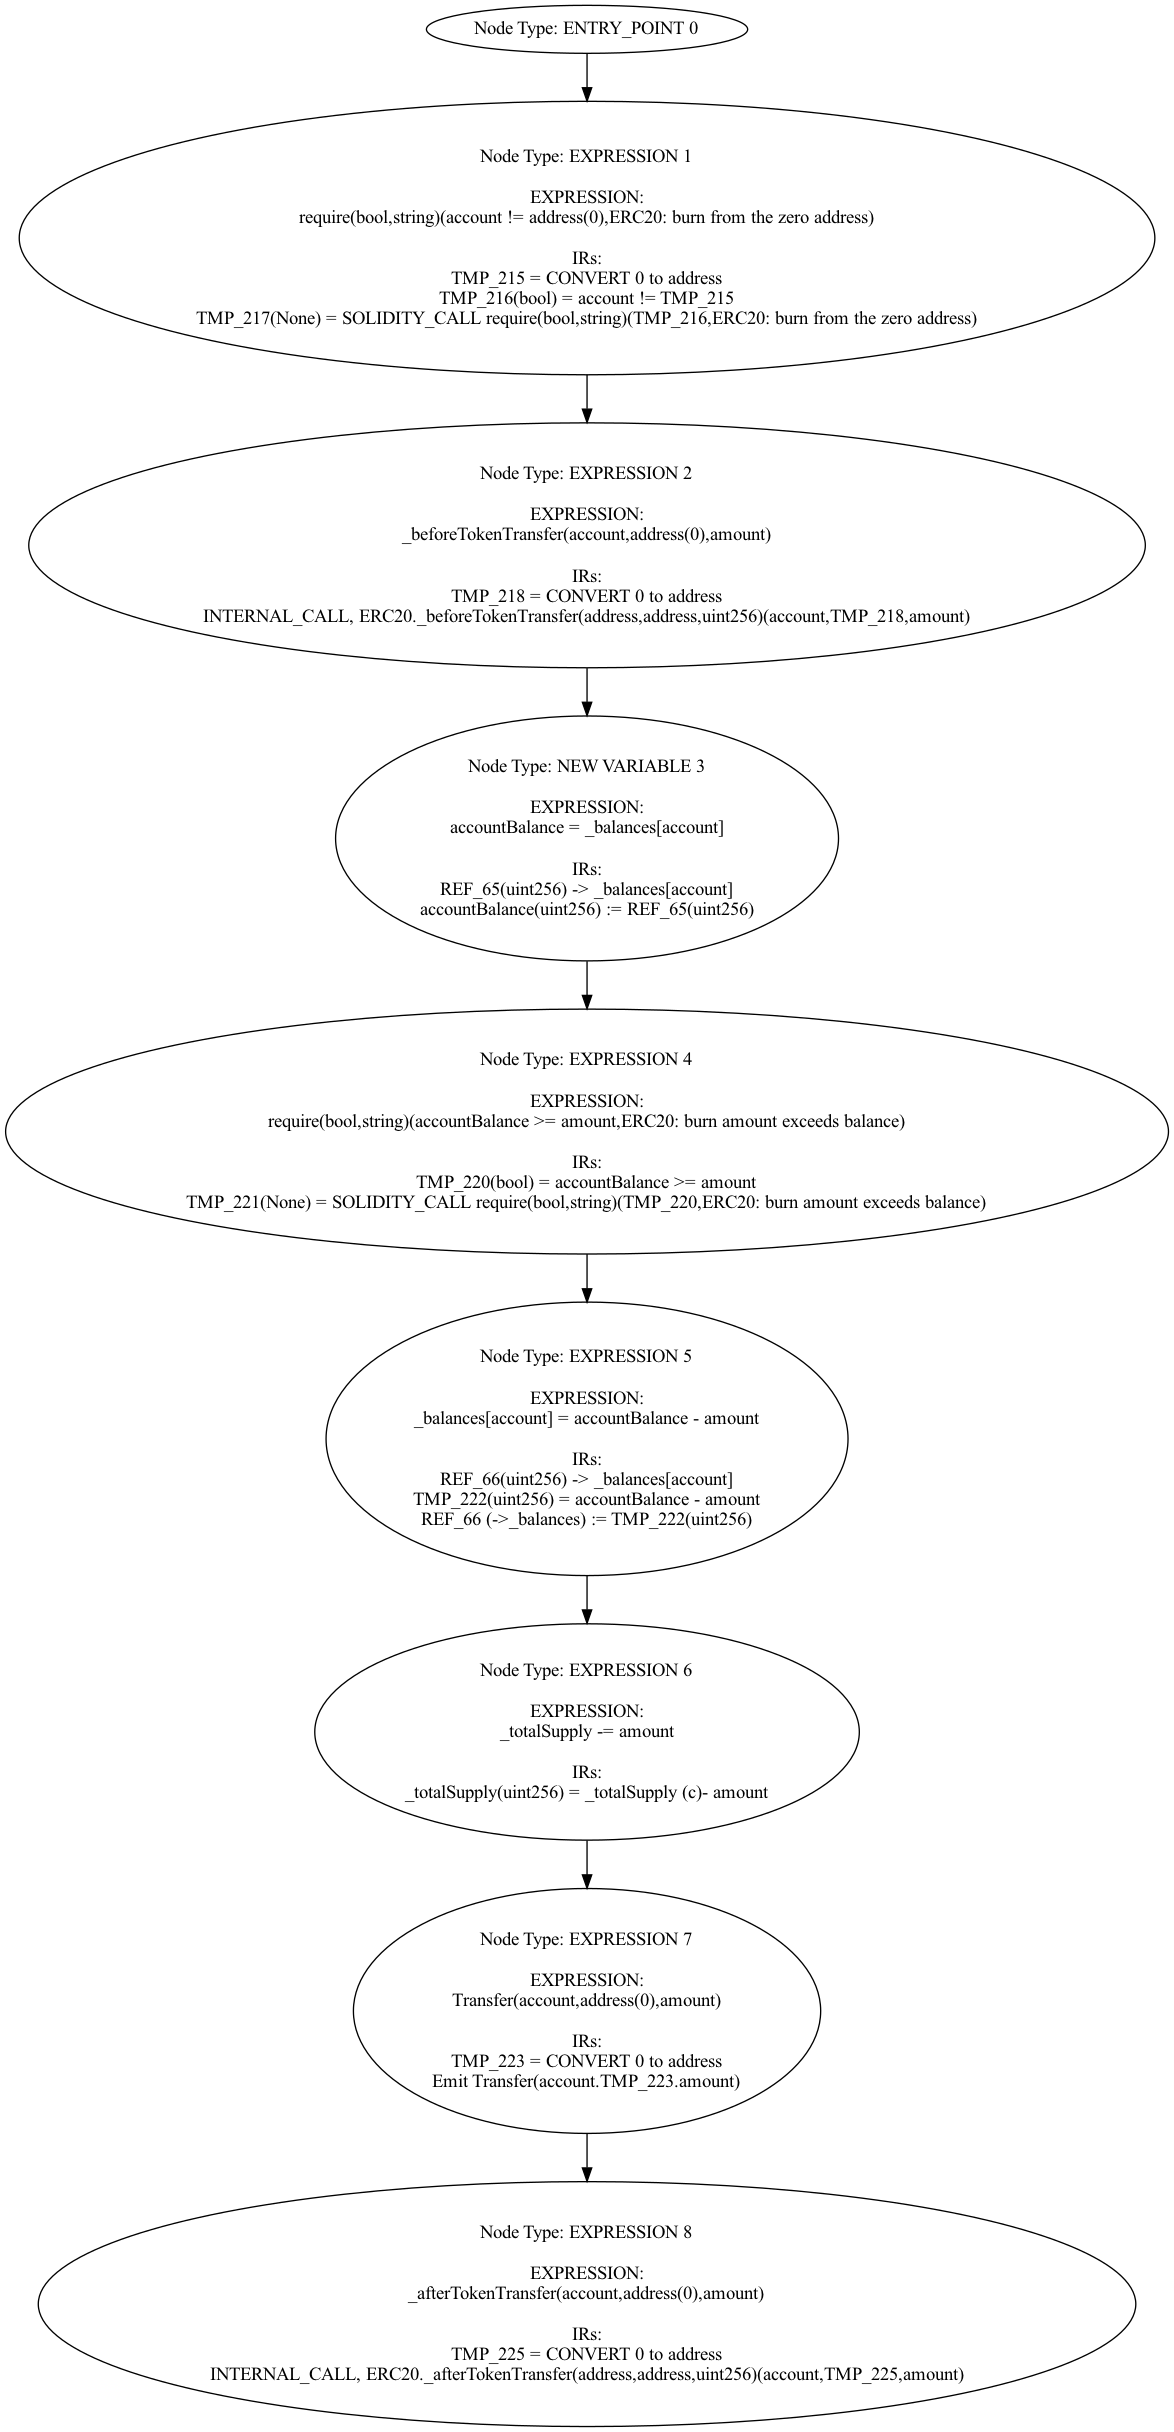 Node Type: ENTRY_POINT 0
Node Type: EXPRESSION 1
EXPRESSION:
require(bool,string)(account != address(0),ERC20: burn from the zero address)
IRs:
TMP_215 = CONVERT 0 to address
TMP_216(bool) = account != TMP_215
TMP_217(None) = SOLIDITY_CALL require(bool,string)(TMP_216,ERC20: burn from the zero address)
Node Type: EXPRESSION 2
EXPRESSION:
_beforeTokenTransfer(account,address(0),amount)
IRs:
TMP_218 = CONVERT 0 to address
INTERNAL_CALL, ERC20._beforeTokenTransfer(address,address,uint256)(account,TMP_218,amount)
Node Type: NEW VARIABLE 3
EXPRESSION:
accountBalance = _balances[account]
IRs:
REF_65(uint256) -> _balances[account]
accountBalance(uint256) := REF_65(uint256)
Node Type: EXPRESSION 4
EXPRESSION:
require(bool,string)(accountBalance >= amount,ERC20: burn amount exceeds balance)
IRs:
TMP_220(bool) = accountBalance >= amount
TMP_221(None) = SOLIDITY_CALL require(bool,string)(TMP_220,ERC20: burn amount exceeds balance)
Node Type: EXPRESSION 5
EXPRESSION:
_balances[account] = accountBalance - amount
IRs:
REF_66(uint256) -> _balances[account]
TMP_222(uint256) = accountBalance - amount
REF_66 (->_balances) := TMP_222(uint256)
Node Type: EXPRESSION 6
EXPRESSION:
_totalSupply -= amount
IRs:
_totalSupply(uint256) = _totalSupply (c)- amount
Node Type: EXPRESSION 7
EXPRESSION:
Transfer(account,address(0),amount)
IRs:
TMP_223 = CONVERT 0 to address
Emit Transfer(account.TMP_223.amount)
Node Type: EXPRESSION 8
EXPRESSION:
_afterTokenTransfer(account,address(0),amount)
IRs:
TMP_225 = CONVERT 0 to address
INTERNAL_CALL, ERC20._afterTokenTransfer(address,address,uint256)(account,TMP_225,amount)